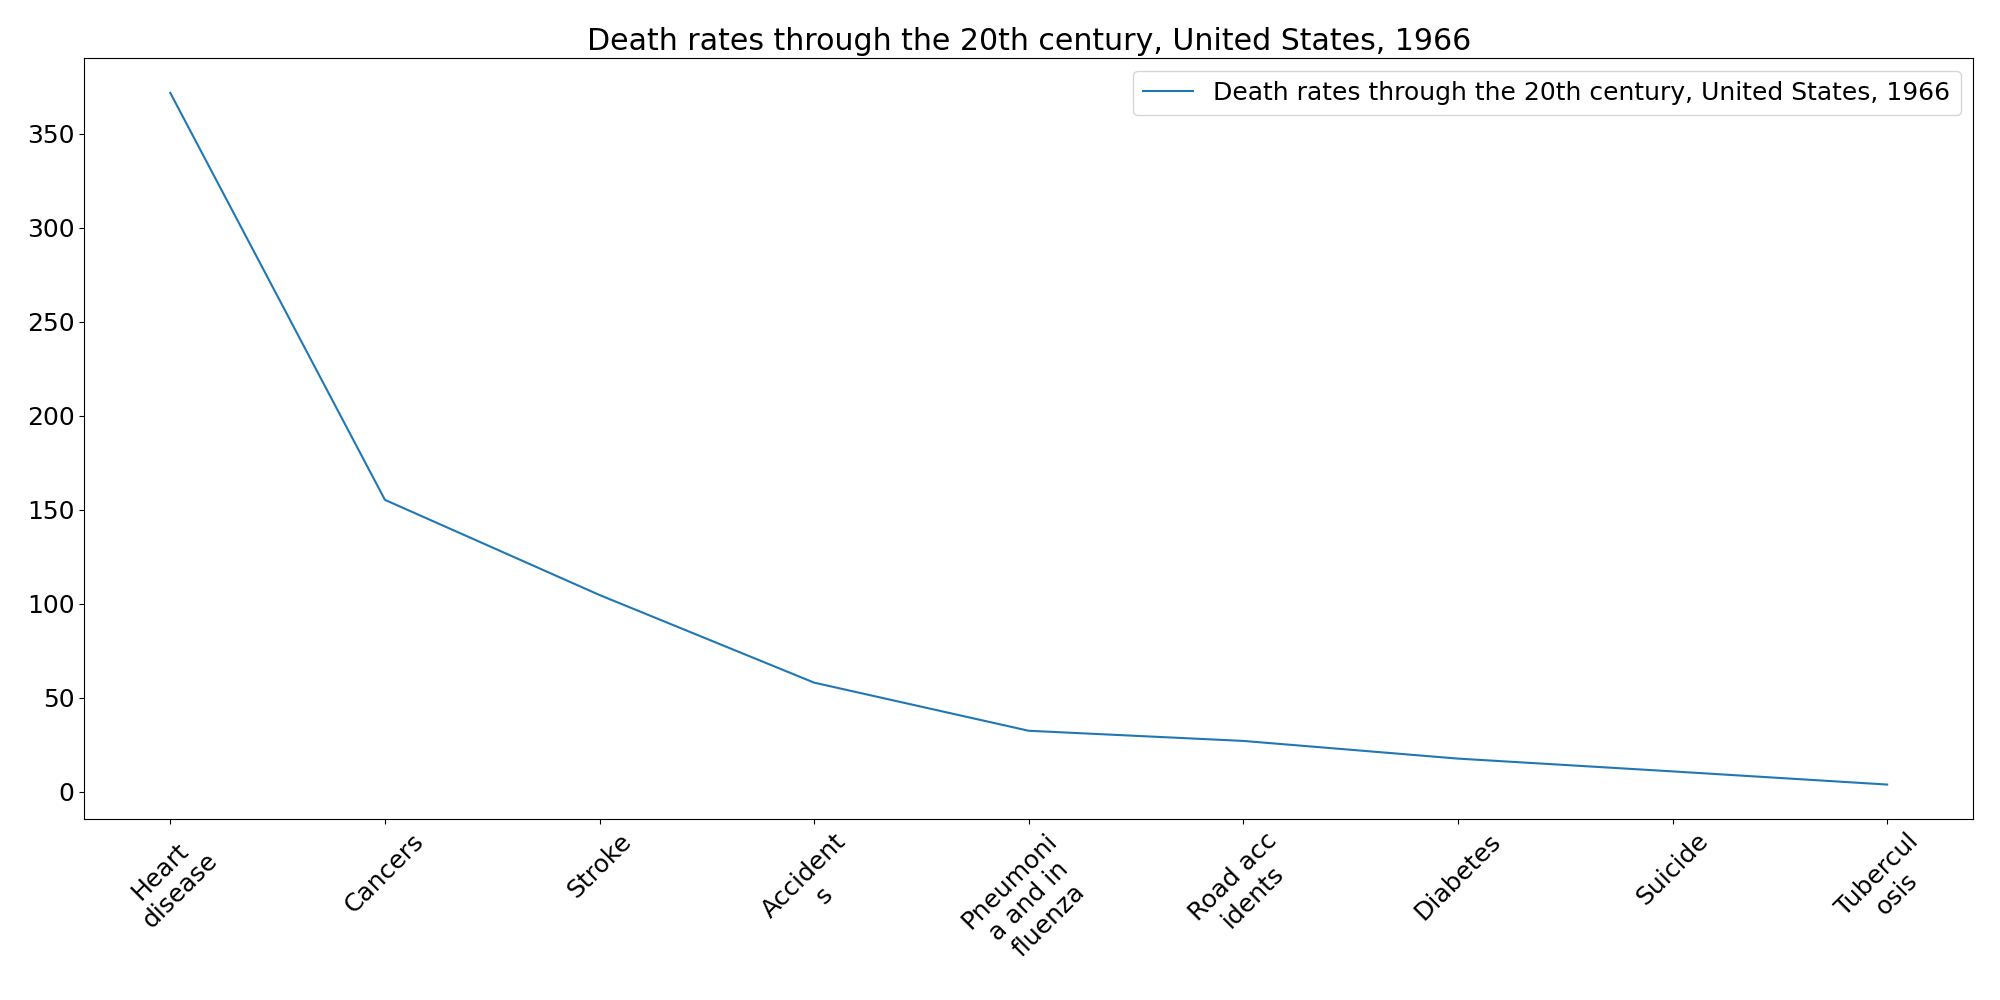 Death rates through the 20th century, United States, 1966
Death rates through the 20th century, United States, 1966
350
300
250
200
150
100
50
0
Heart
disease
Cancers
Stroke
Accident
s
Pneumoni
a and in
fluenza
Road acc
idents
Diabetes
Suicide
Tubercul
osis